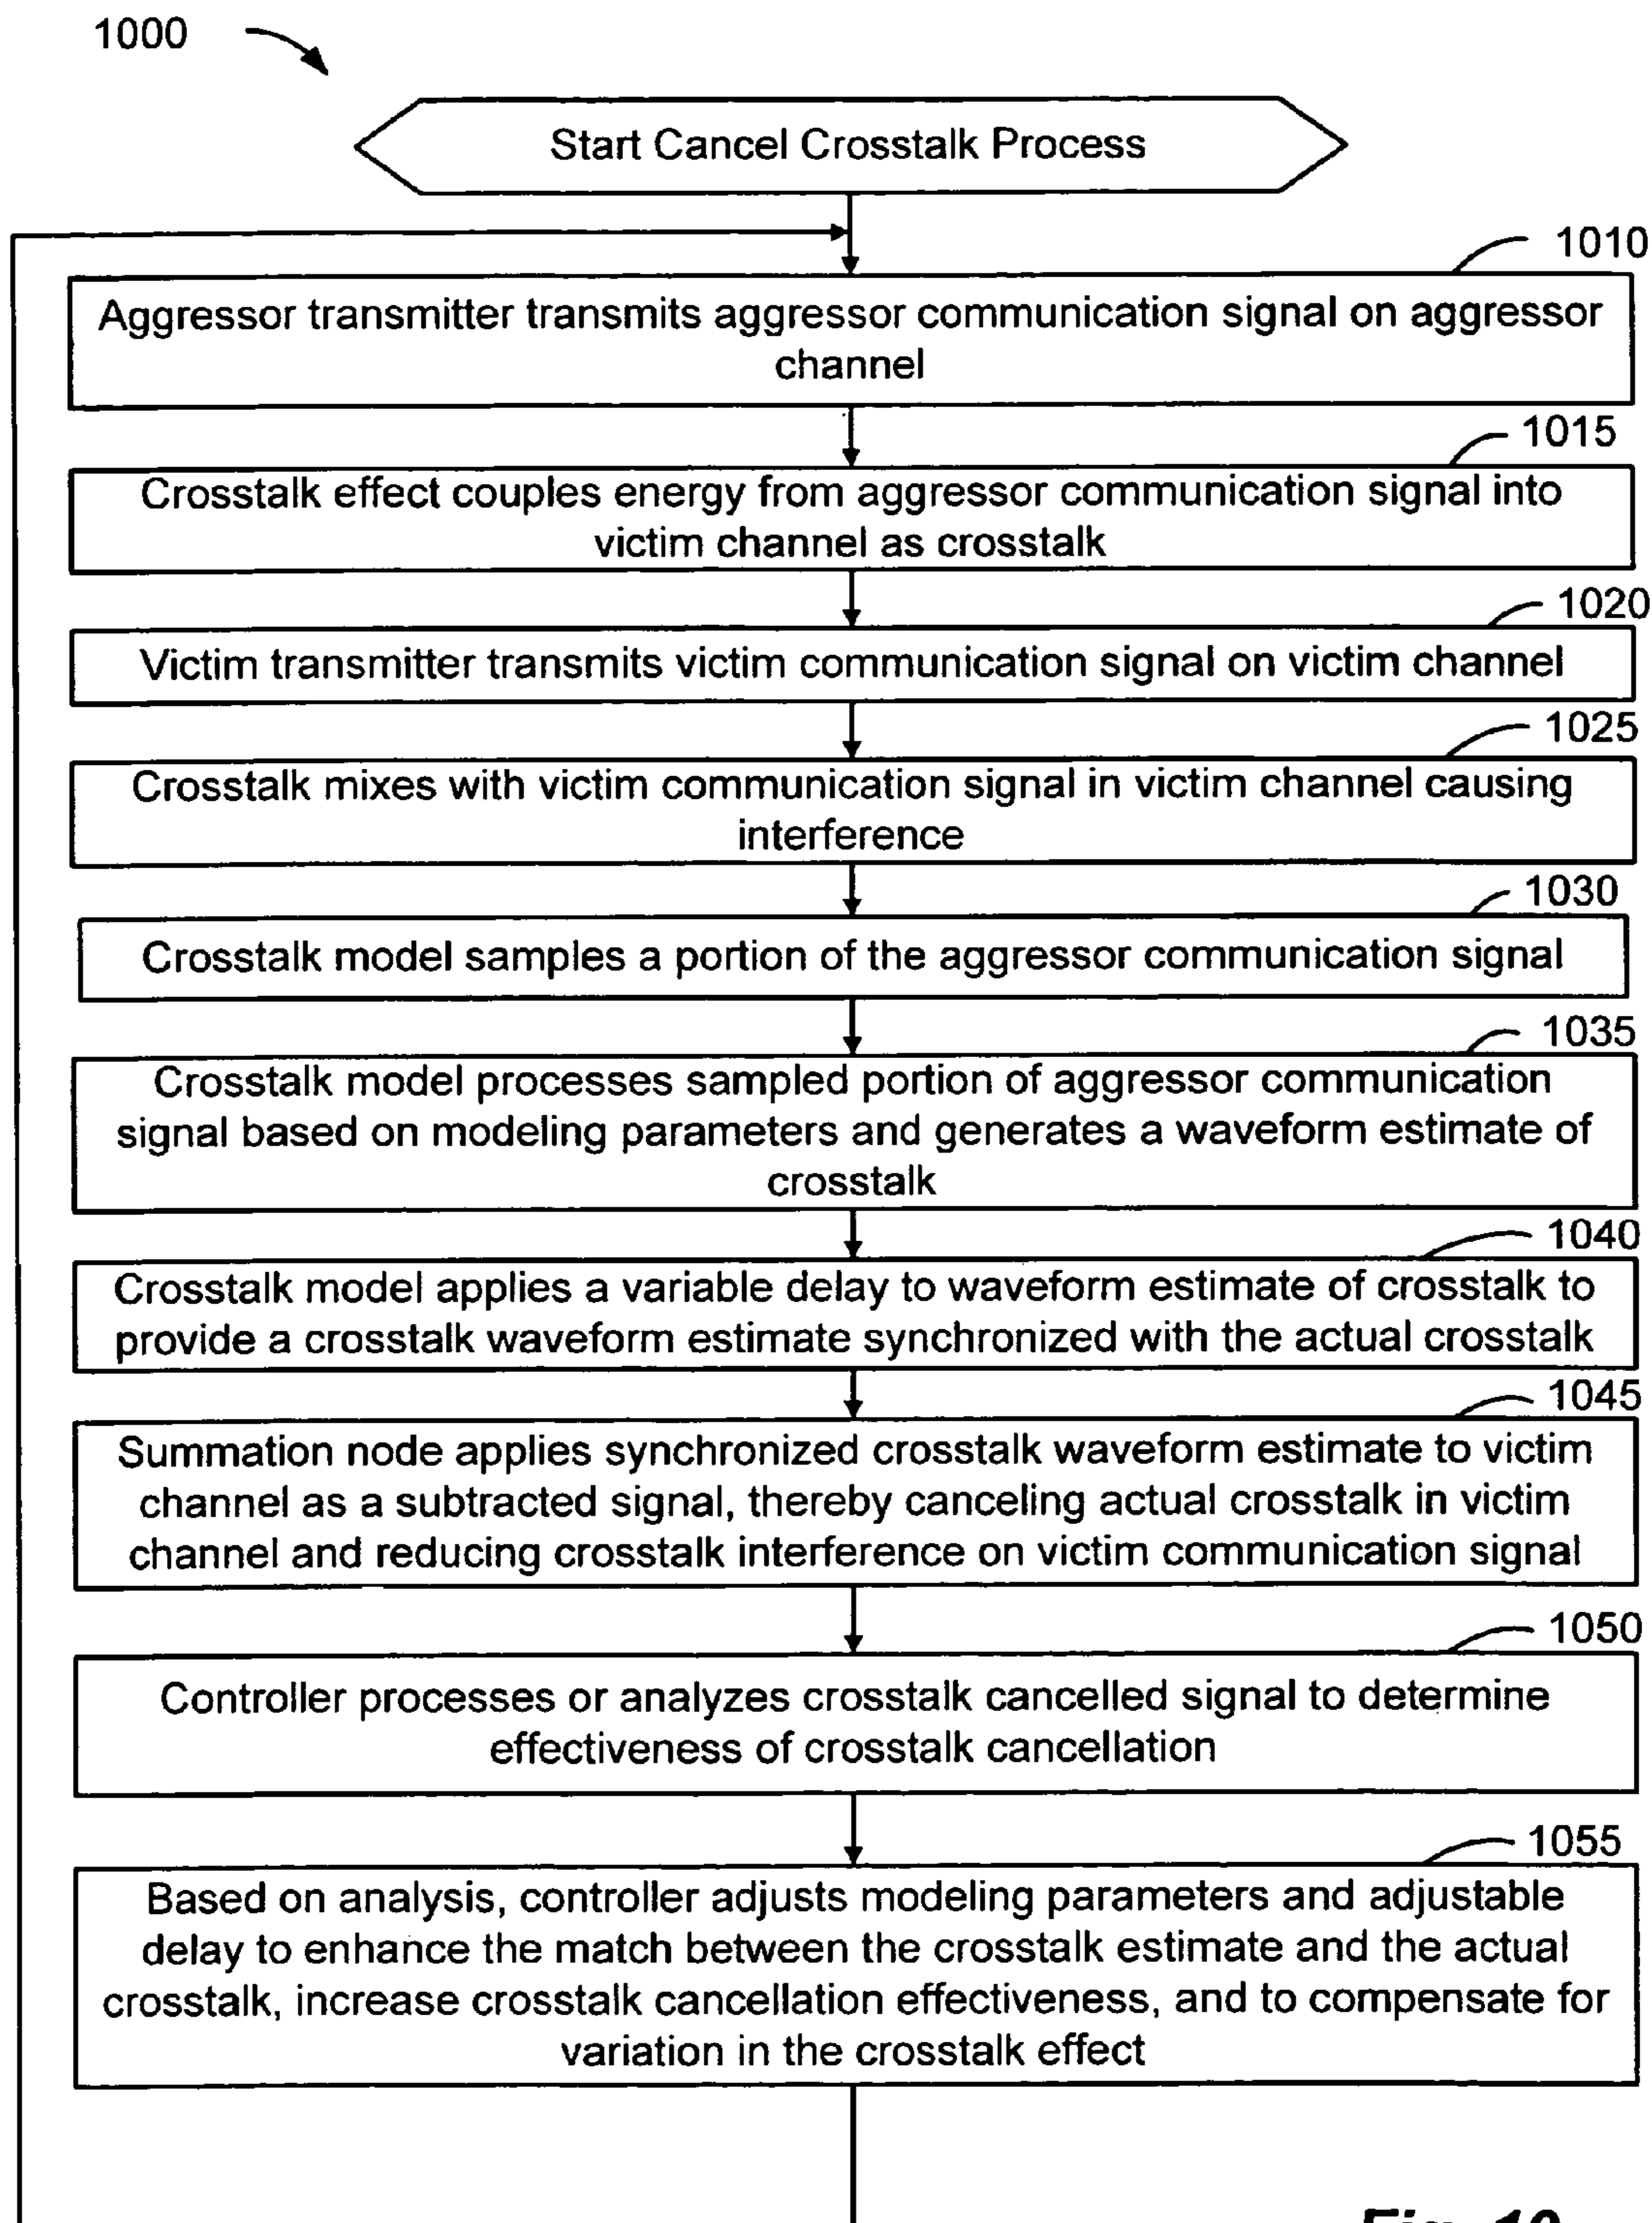 1000
Start Cancel Crosstalk Process
1010
Aggressor transmitter transmits aggressor communication signal on aggressor
channel
1015
Crosstalk effect couples energy from aggressor communication signal into
victim channel as crosstalk
1020
Victim transmitter transmits victim communication signal on victim channel
1025
Crosstalk mixes with victim communication signal in victim channel causing
interference
1030
Crosstalk model samples a portion of the aggressor communication signal
1035
Crosstalk model processes sampled portion of aggressor communication
signal based on modeling parameters and generates a waveform estimate of
crosstalk
1040
Crosstalk model applies a variable delay to waveform estimate of crosstalk to
provide a crosstalk waveform estimate synchronized with the actual crosstalk
1045
Summation node applies synchronized crosstalk waveform estimate to victim
channel as a subtracted signal, thereby canceling actual crosstalk in victim
channel and reducing crosstalk interference on victim communication signal
1050
Controller processes or analyzes crosstalk cancelled signal to determine
effectiveness of crosstalk cancellation
1055
Based on analysis, controller adjusts modeling parameters and adjustable
delay to enhance the match between the crosstalk estimate and the actual
crosstalk, increase crosstalk cancellation effectiveness, and to compensate for
variation in the crosstalk effect
Fig. 10